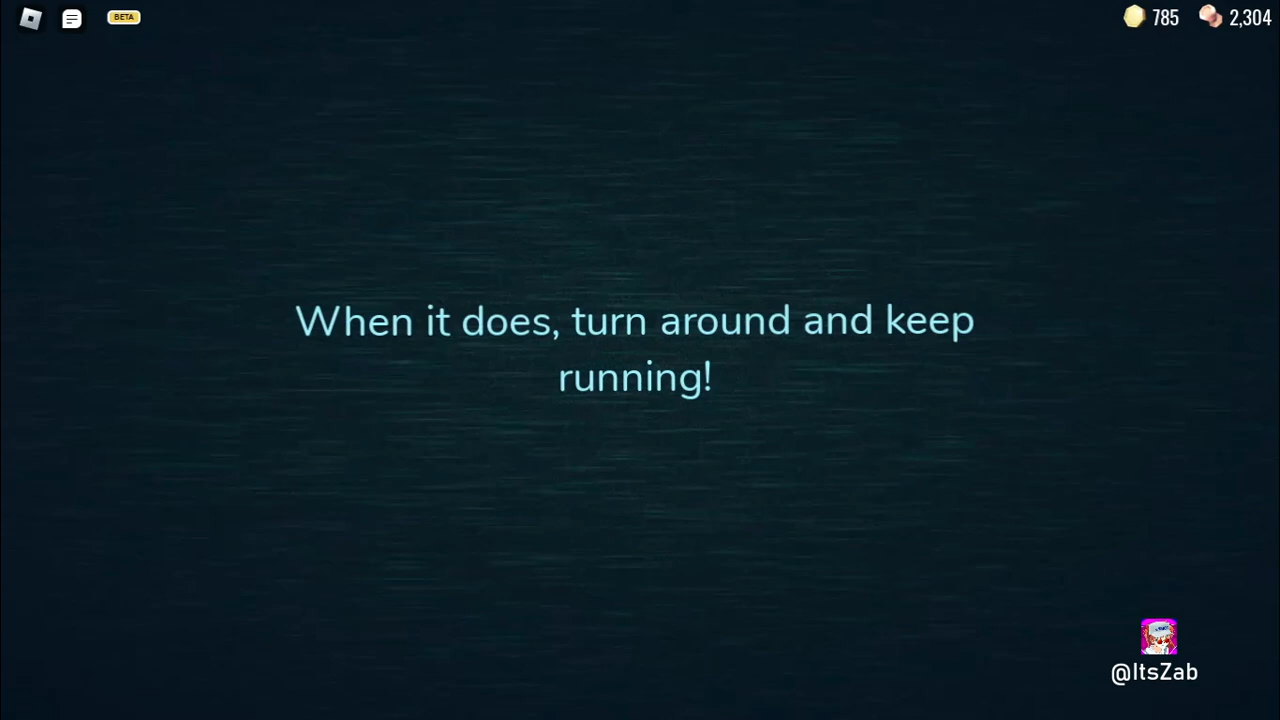 BETA
785
2,304
When it does, turn around and keep
running!
@ItsZab